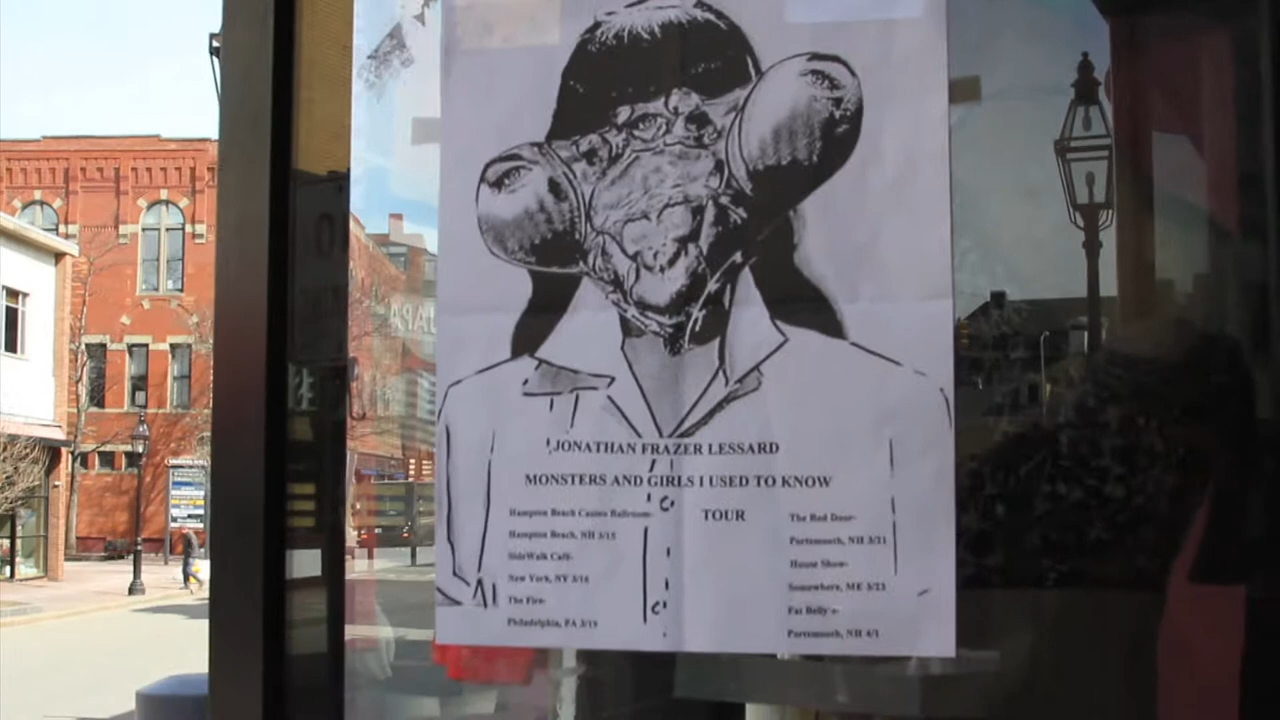 JONATHAN FRAZER LESSARD
MONSTERS AND GIRLS I USED TO KNOW
TOUR
Hampton Beach Casino Ballroom-
Hampton Beach, NH 3/15
SideWalk Café-
New York, NY 3/16
The Fire-
Philadelphia, PA 3/19
The Red Door-
Portsmouth, NH 3/21
House Show-
Somewhere, ME 3/23
Fat Belly's-
Portsmouth, NH 4/1
JAPA